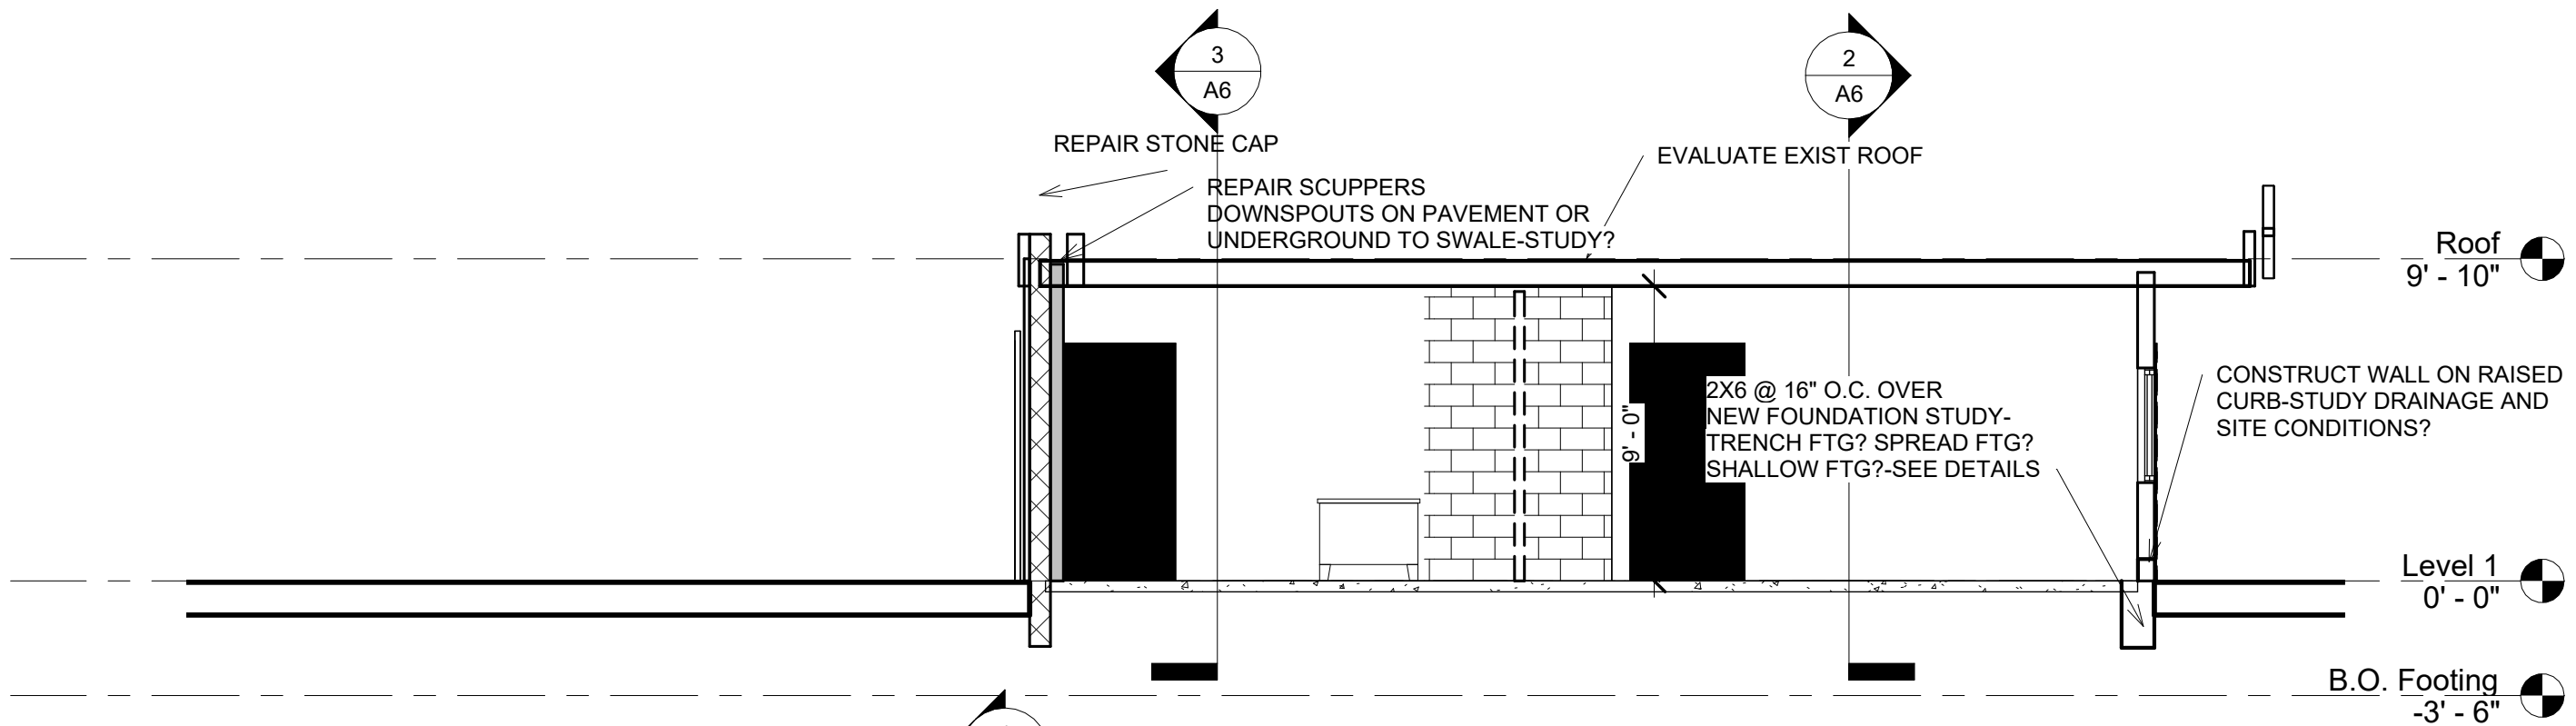 3
A6
2
A6
REPAIR STONE CAP
EVALUATE EXIST ROOF
REPAIR SCUPPERS
DOWNSPOUTS ON PAVEMENT OR
UNDERGROUND TO SWALE-STUDY?
Roof
9' - 10"
2X6 @ 16" O.C. OVER
NEW FOUNDATION STUDY-
TRENCH FTG? SPREAD FTG?
SHALLOW FTG?-SEE DETAILS
9' - 0"
CONSTRUCT WALL ON RAISED
CURB-STUDY DRAINAGE AND
SITE CONDITIONS?
Level 1
0' - 0"
B.O. Footing
-3' - 6"